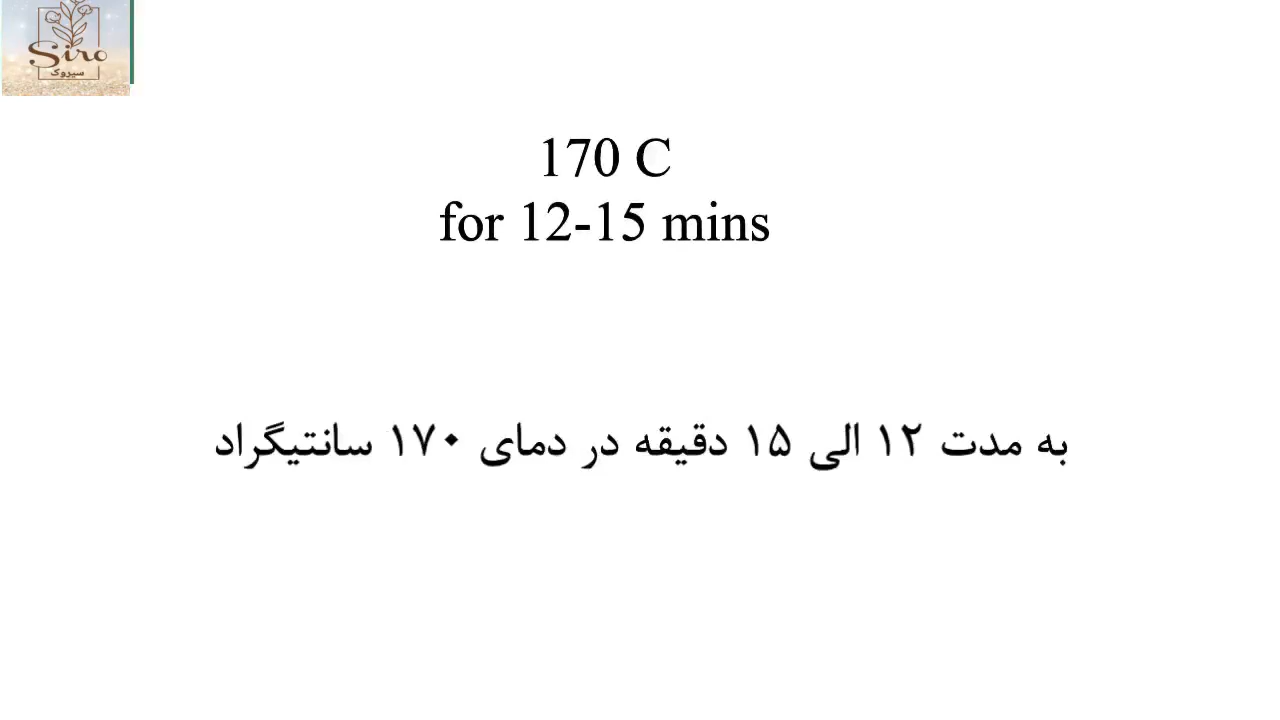 Siro
سیروک
170 C
for 12-15 mins
به مدت ۱۲ الی ۱۵ دقیقه در دمای ۱۷۰ سانتیگراد